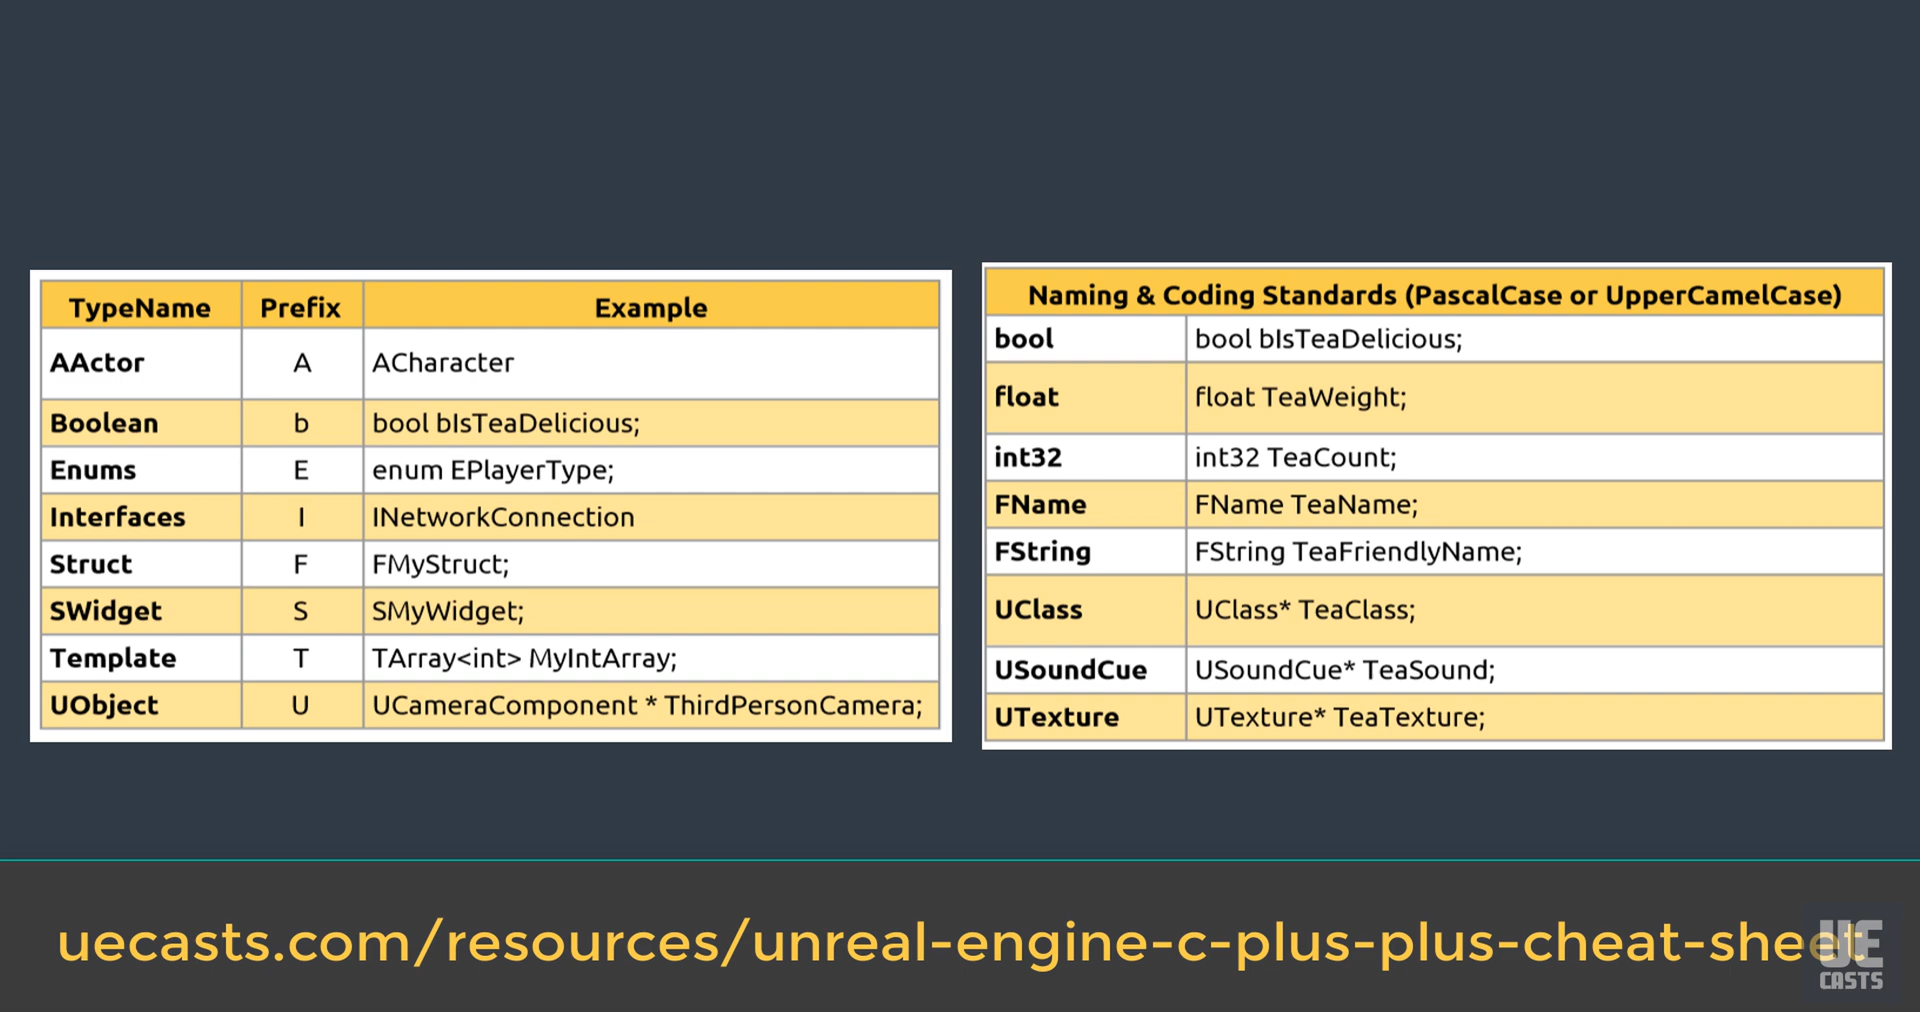 TypeName Prefix Example
AActor A ACharacter
Boolean b bool bIsTeaDelicious;
Enums E enum EPlayerType;
Interfaces I INetworkConnection
Struct F FMyStruct;
SWidget S SMyWidget;
Template T TArray<int> MyIntArray;
UObject U UCameraComponent * ThirdPersonCamera;
Naming & Coding Standards (PascalCase or UpperCamelCase)
bool bool bIsTeaDelicious;
float float TeaWeight;
int32 int32 TeaCount;
FName FName TeaName;
FString FString TeaFriendlyName;
UClass UClass* TeaClass;
USoundCue USoundCue* TeaSound;
UTexture UTexture* TeaTexture;
uecasts.com/resources/unreal-engine-c-plus-plus-cheat-sheet
UE
CASTS